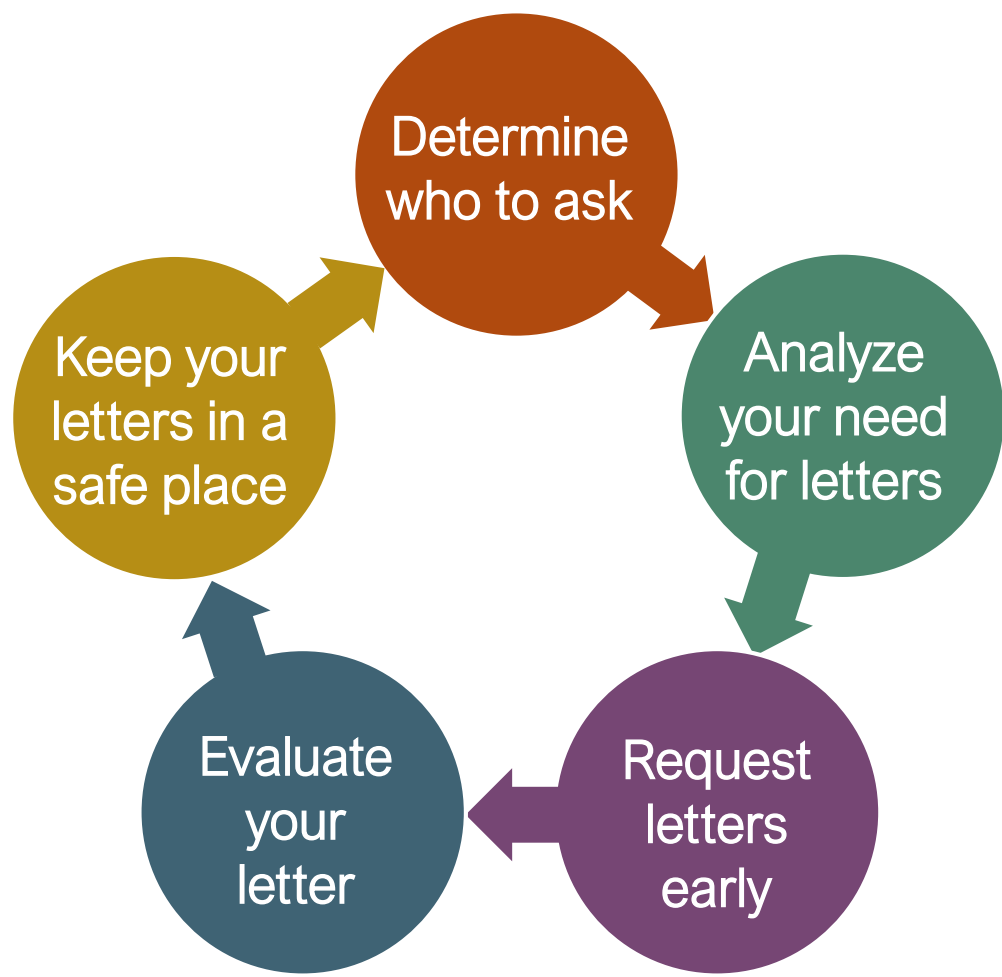 Determine
who to ask
Analyze
your need
for letters
Request
letters
early
Evaluate
your
letter
Keep your
letters in a
safe place